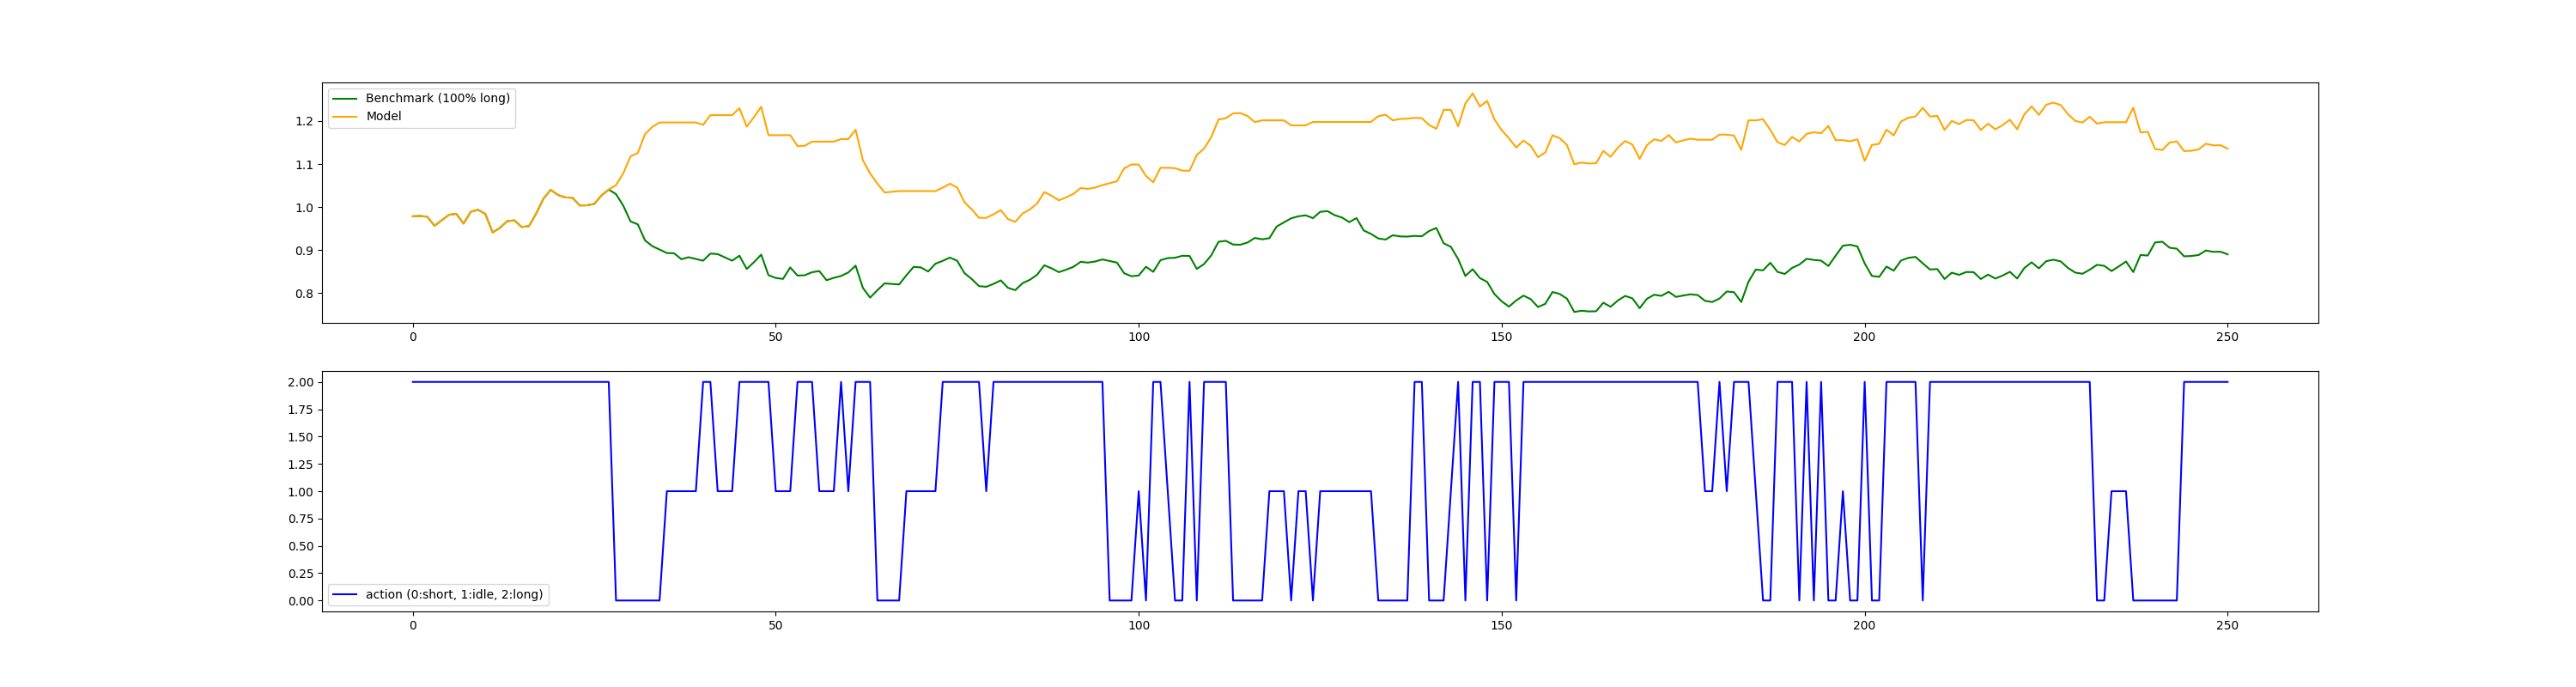 Benchmark (100% long)
Model
1.2
1.1
1.0
0.9
0.8
0 50 100 150 200 250
2.00
1.75
1.50
1.25
1.00
0.75
0.50
0.25
0.00
action (0:short, 1:idle, 2:long)
0 50 100 150 200 250